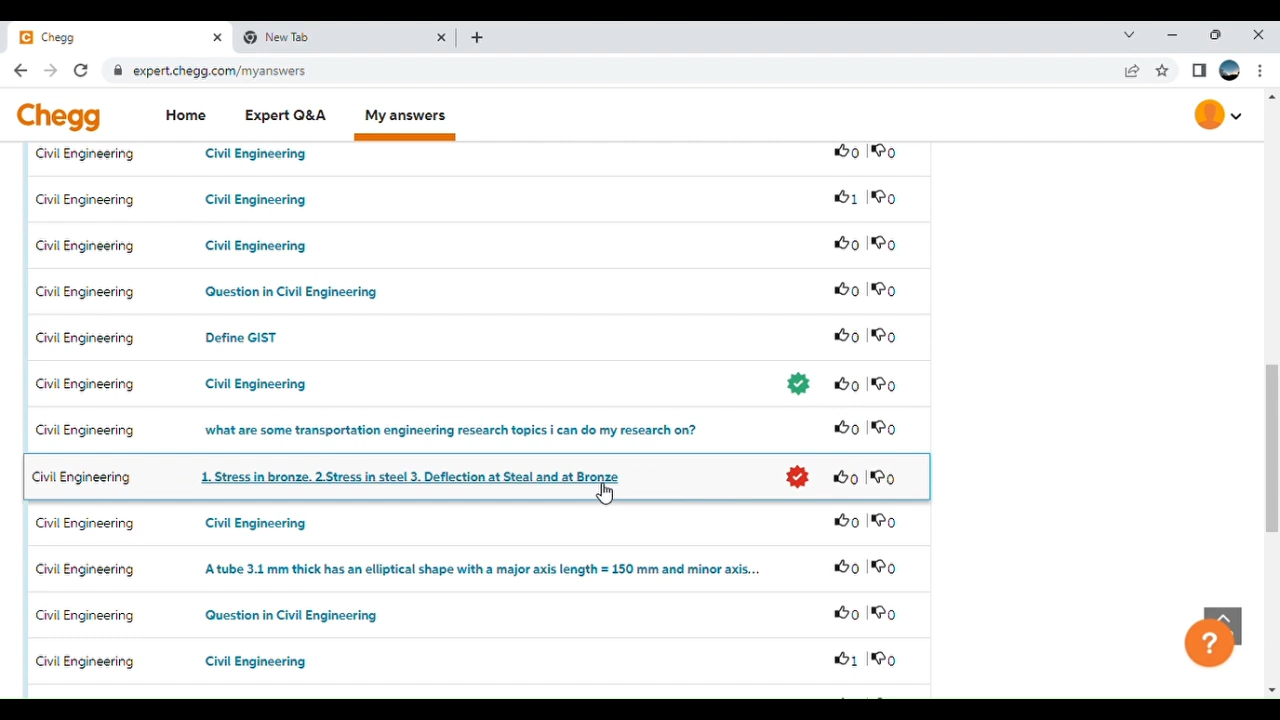 Chegg
New Tab
expert.chegg.com/myanswers
Chegg Home Expert Q&A My answers
Civil Engineering Civil Engineering 0 0
Civil Engineering Civil Engineering 1 0
Civil Engineering Civil Engineering 0 0
Civil Engineering Question in Civil Engineering 0 0
Civil Engineering Define GIST 0 0
Civil Engineering Civil Engineering 0 0
Civil Engineering what are some transportation engineering research topics i can do my research on? 0 0
Civil Engineering 1. Stress in bronze. 2.Stress in steel 3. Deflection at Steal and at Bronze 0 0
Civil Engineering Civil Engineering 0 0
Civil Engineering A tube 3.1 mm thick has an elliptical shape with a major axis length = 150 mm and minor axis... 0 0
Civil Engineering Question in Civil Engineering 0 0
Civil Engineering Civil Engineering 1 0
?